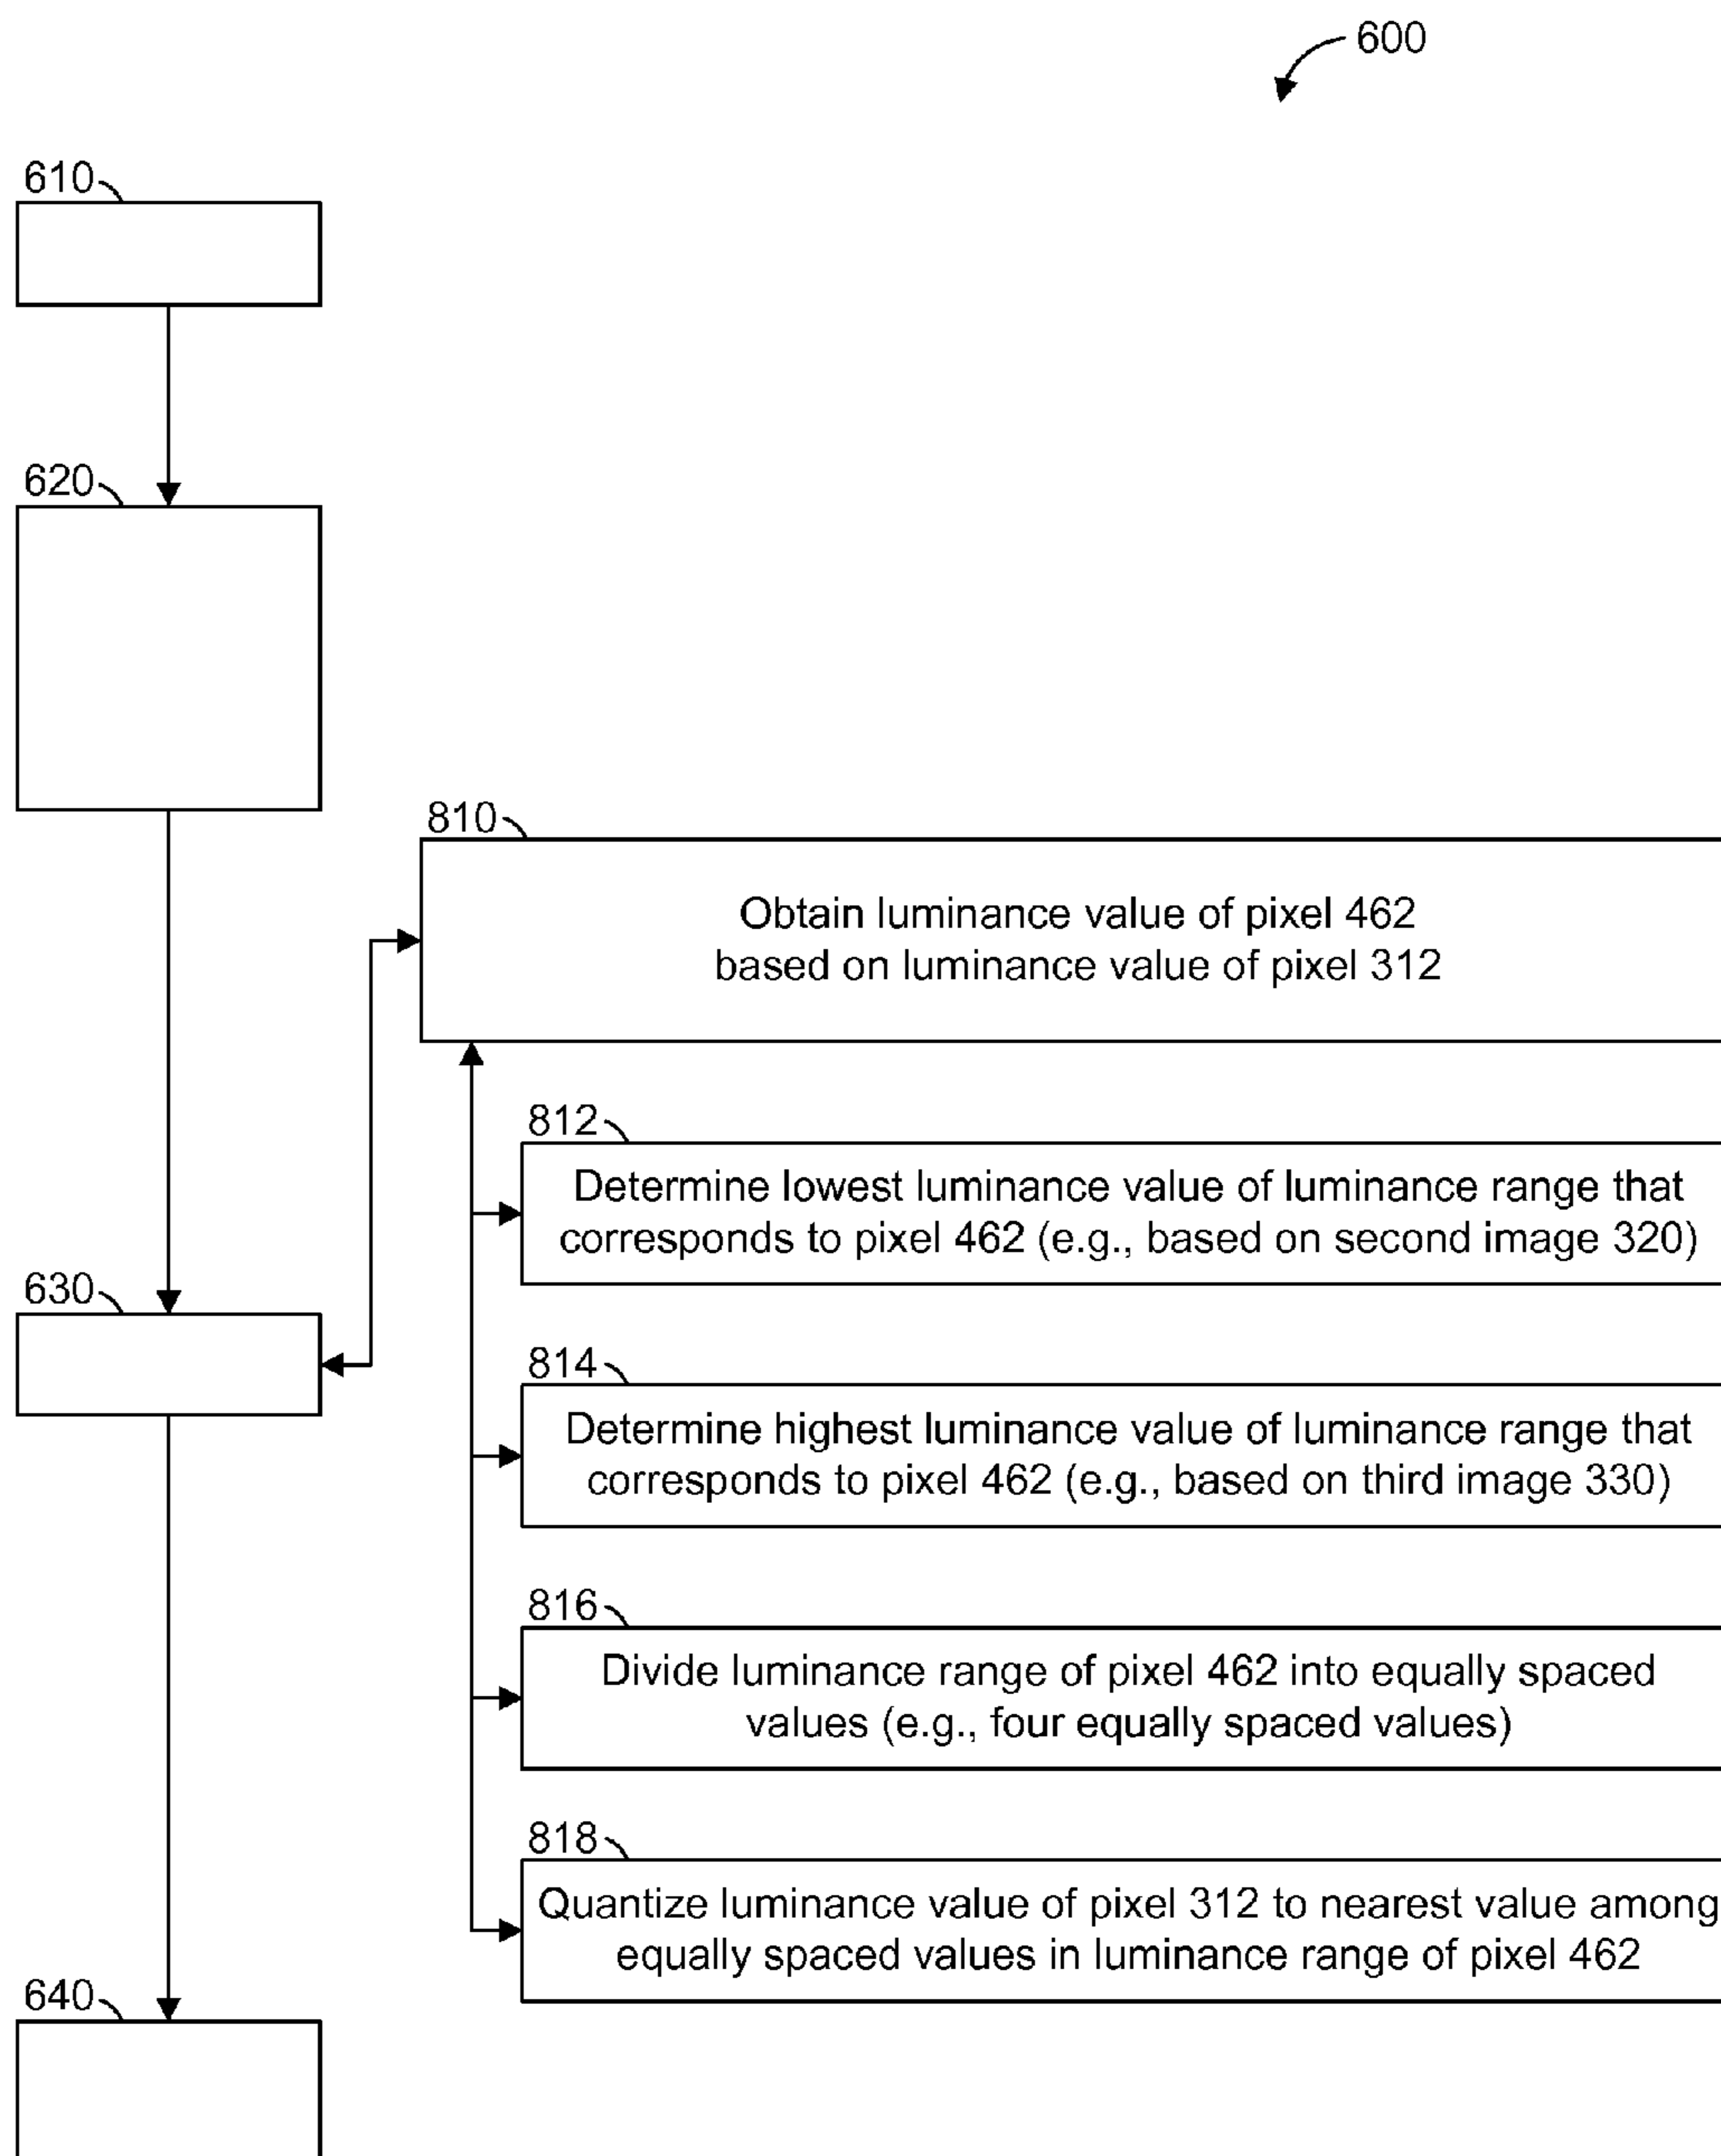 600
610
620
810
Obtain luminance value of pixel 462
based on luminance value of pixel 312
812
Determine lowest luminance value of luminance range that
corresponds to pixel 462 (e.g., based on second image 320)
630
814
Determine highest luminance value of luminance range that
corresponds to pixel 462 (e.g., based on third image 330)
816
Divide luminance range of pixel 462 into equally spaced
values (e.g., four equally spaced values)
818
Quantize luminance value of pixel 312 to nearest value among
equally spaced values in luminance range of pixel 462
640